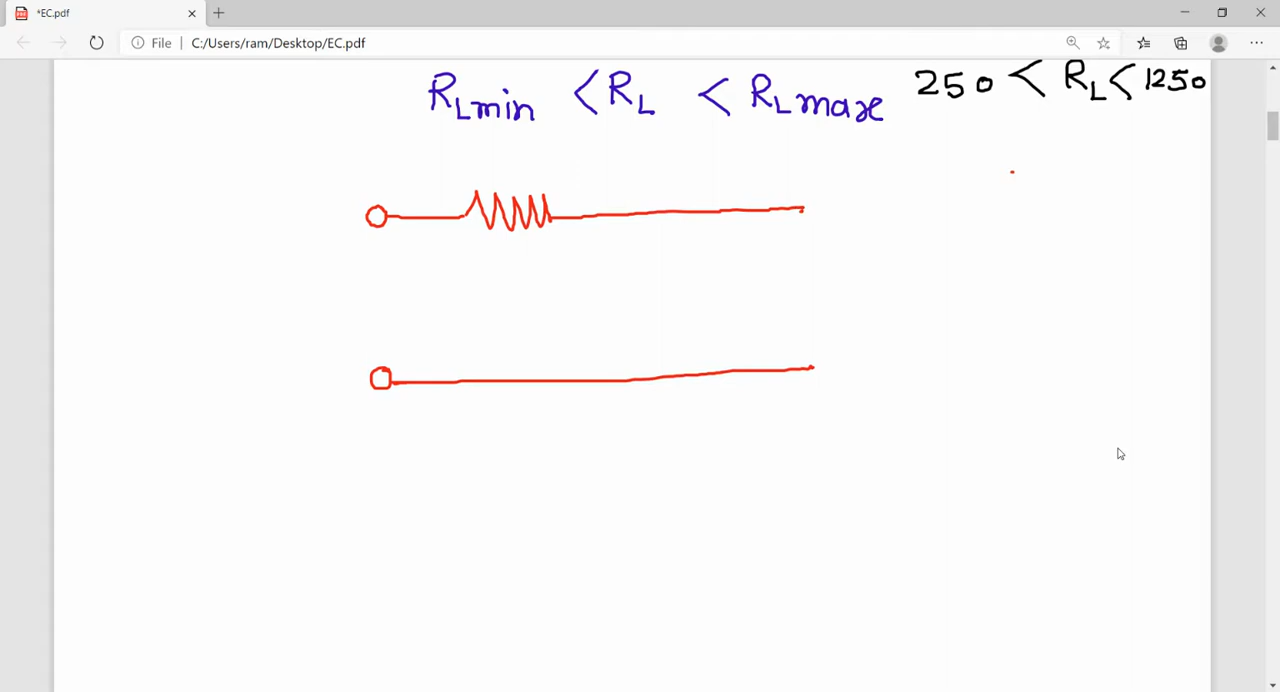 *EC.pdf
File | C:/Users/ram/Desktop/EC.pdf
RLmin < RL < RLmax 250 < RL < 1250